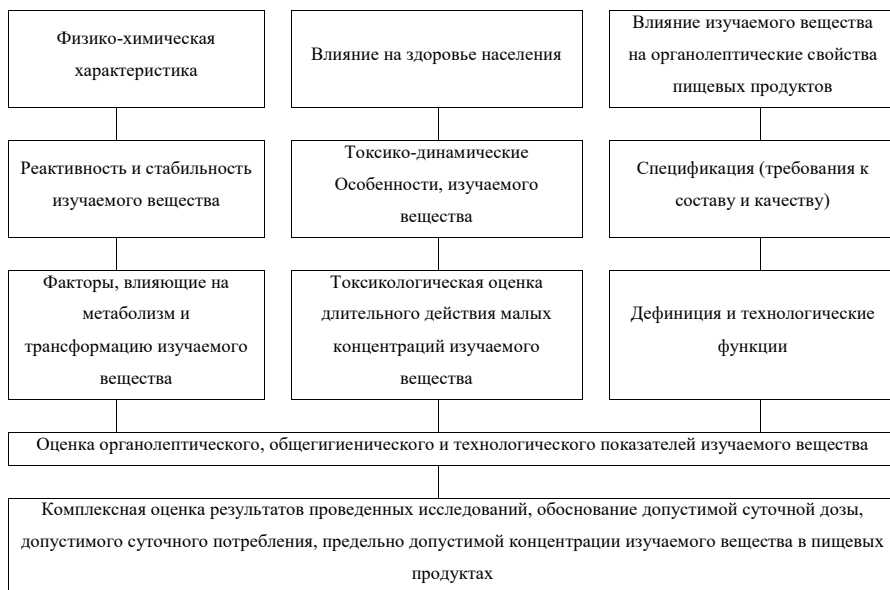 Физико-химическая
характеристика
Влияние на здоровье населения
Влияние изучаемого вещества
на органолептические свойства
пищевых продуктов
Реактивность и стабильность
изучаемого вещества
Токсико-динамические
Особенности, изучаемого
вещества
Спецификация (требования к
составу и качеству)
Факторы, влияющие на
метаболизм и
трансформацию изучаемого
вещества
Токсикологическая оценка
длительного действия малых
концентраций изучаемого
вещества
Дефиниция и технологические
функции
Оценка органолептического, общегигиенического и технологического показателей изучаемого вещества
Комплексная оценка результатов проведенных исследований, обоснование допустимой суточной дозы,
допустимого суточного потребления, предельно допустимой концентрации изучаемого вещества в пищевых
продуктах